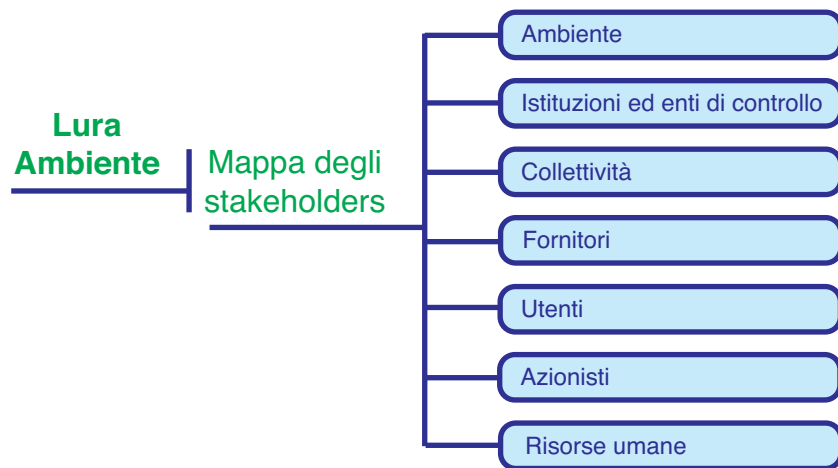 Lura
Ambiente
Mappa degli
stakeholders
Ambiente
Istituzioni ed enti di controllo
Collettività
Fornitori
Utenti
Azionisti
Risorse umane